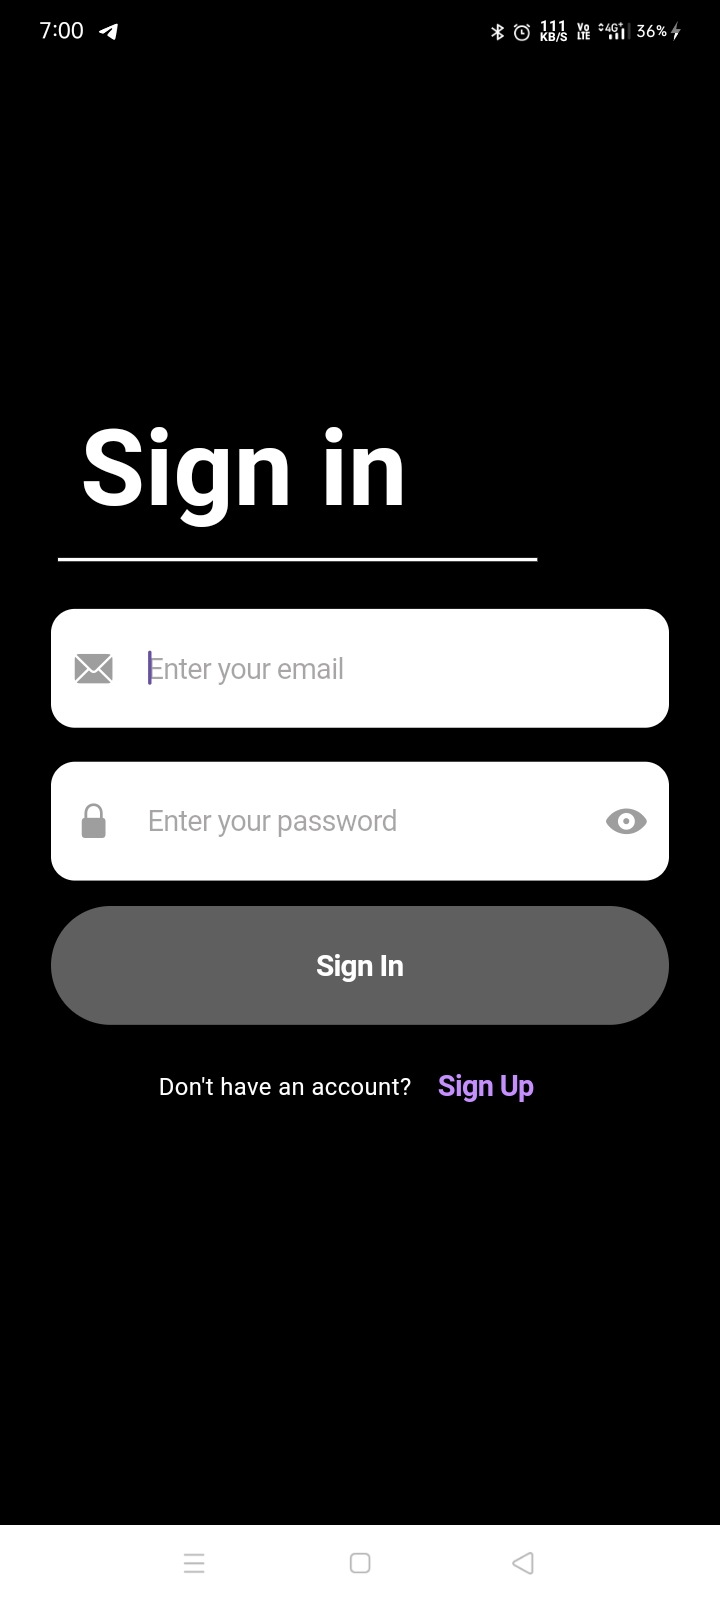 7:00
111
KB/S
Vo
LTE
4G+
36%
Sign in
Enter your email
Enter your password
Sign In
Don't have an account? Sign Up